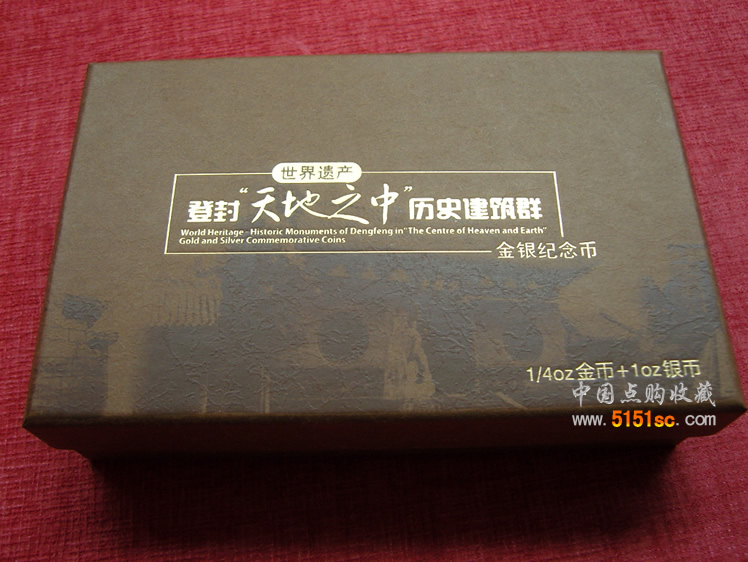 世界遗产
登封“天地之中”历史建筑群
World Heritage-Historic Monuments of Dengfeng in"The Centre of Heaven and Earth"
Gold and Silver Commemorative Coins
金银纪念币
1/4oz金币+1oz银币
中国点购收藏
www.5151sc.com